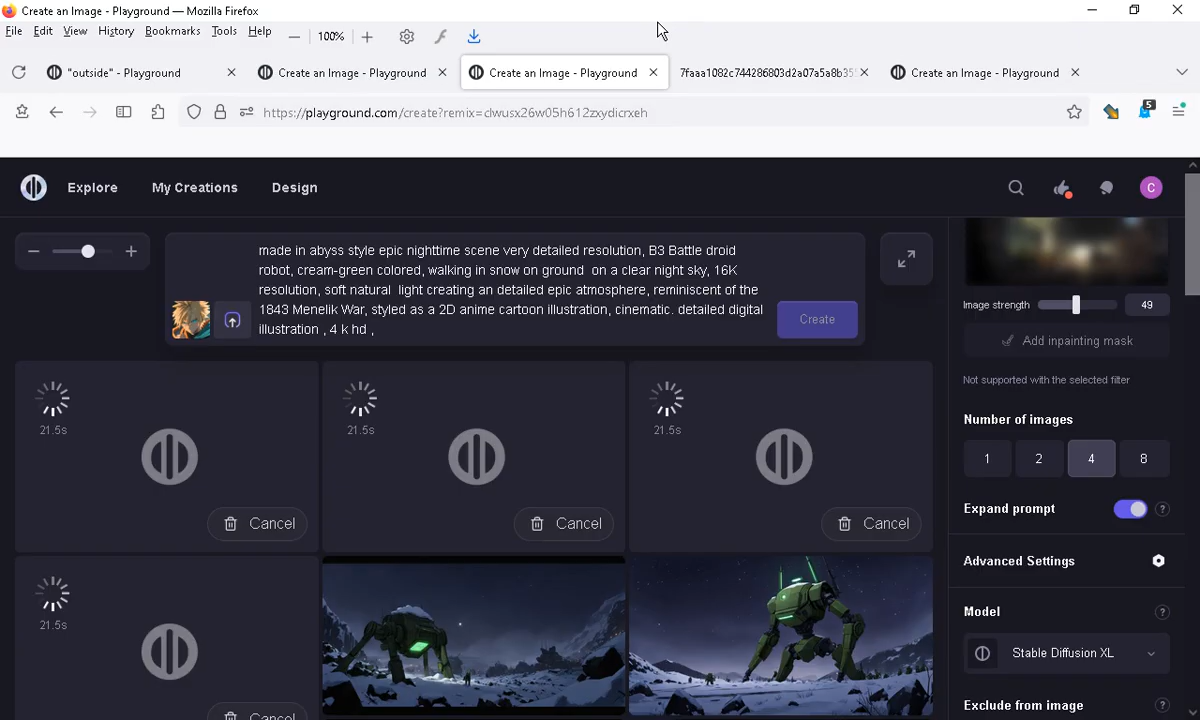 Create an Image - Playground — Mozilla Firefox
File Edit View History Bookmarks Tools Help
100%
"outside" - Playground
Create an Image - Playground
Create an Image - Playground
7faaa1082c744286803d2a07a5a8b35
Create an Image - Playground
https://playground.com/create?remix=clwusx26w05h612zxydicrxeh
5
Explore My Creations Design
C
made in abyss style epic nighttime scene very detailed resolution, B3 Battle droid
robot, cream-green colored, walking in snow on ground on a clear night sky, 16K
resolution, soft natural light creating an detailed epic atmosphere, reminiscent of the
1843 Menelik War, styled as a 2D anime cartoon illustration, cinematic. detailed digital
illustration , 4 k hd ,
Create
Image strength 49
Add inpainting mask
Not supported with the selected filter
Number of images
1 2 4 8
Expand prompt ?
Advanced Settings
Model ?
Stable Diffusion XL
Exclude from image ?
21.5s 21.5s 21.5s
Cancel Cancel Cancel
21.5s
Cancel